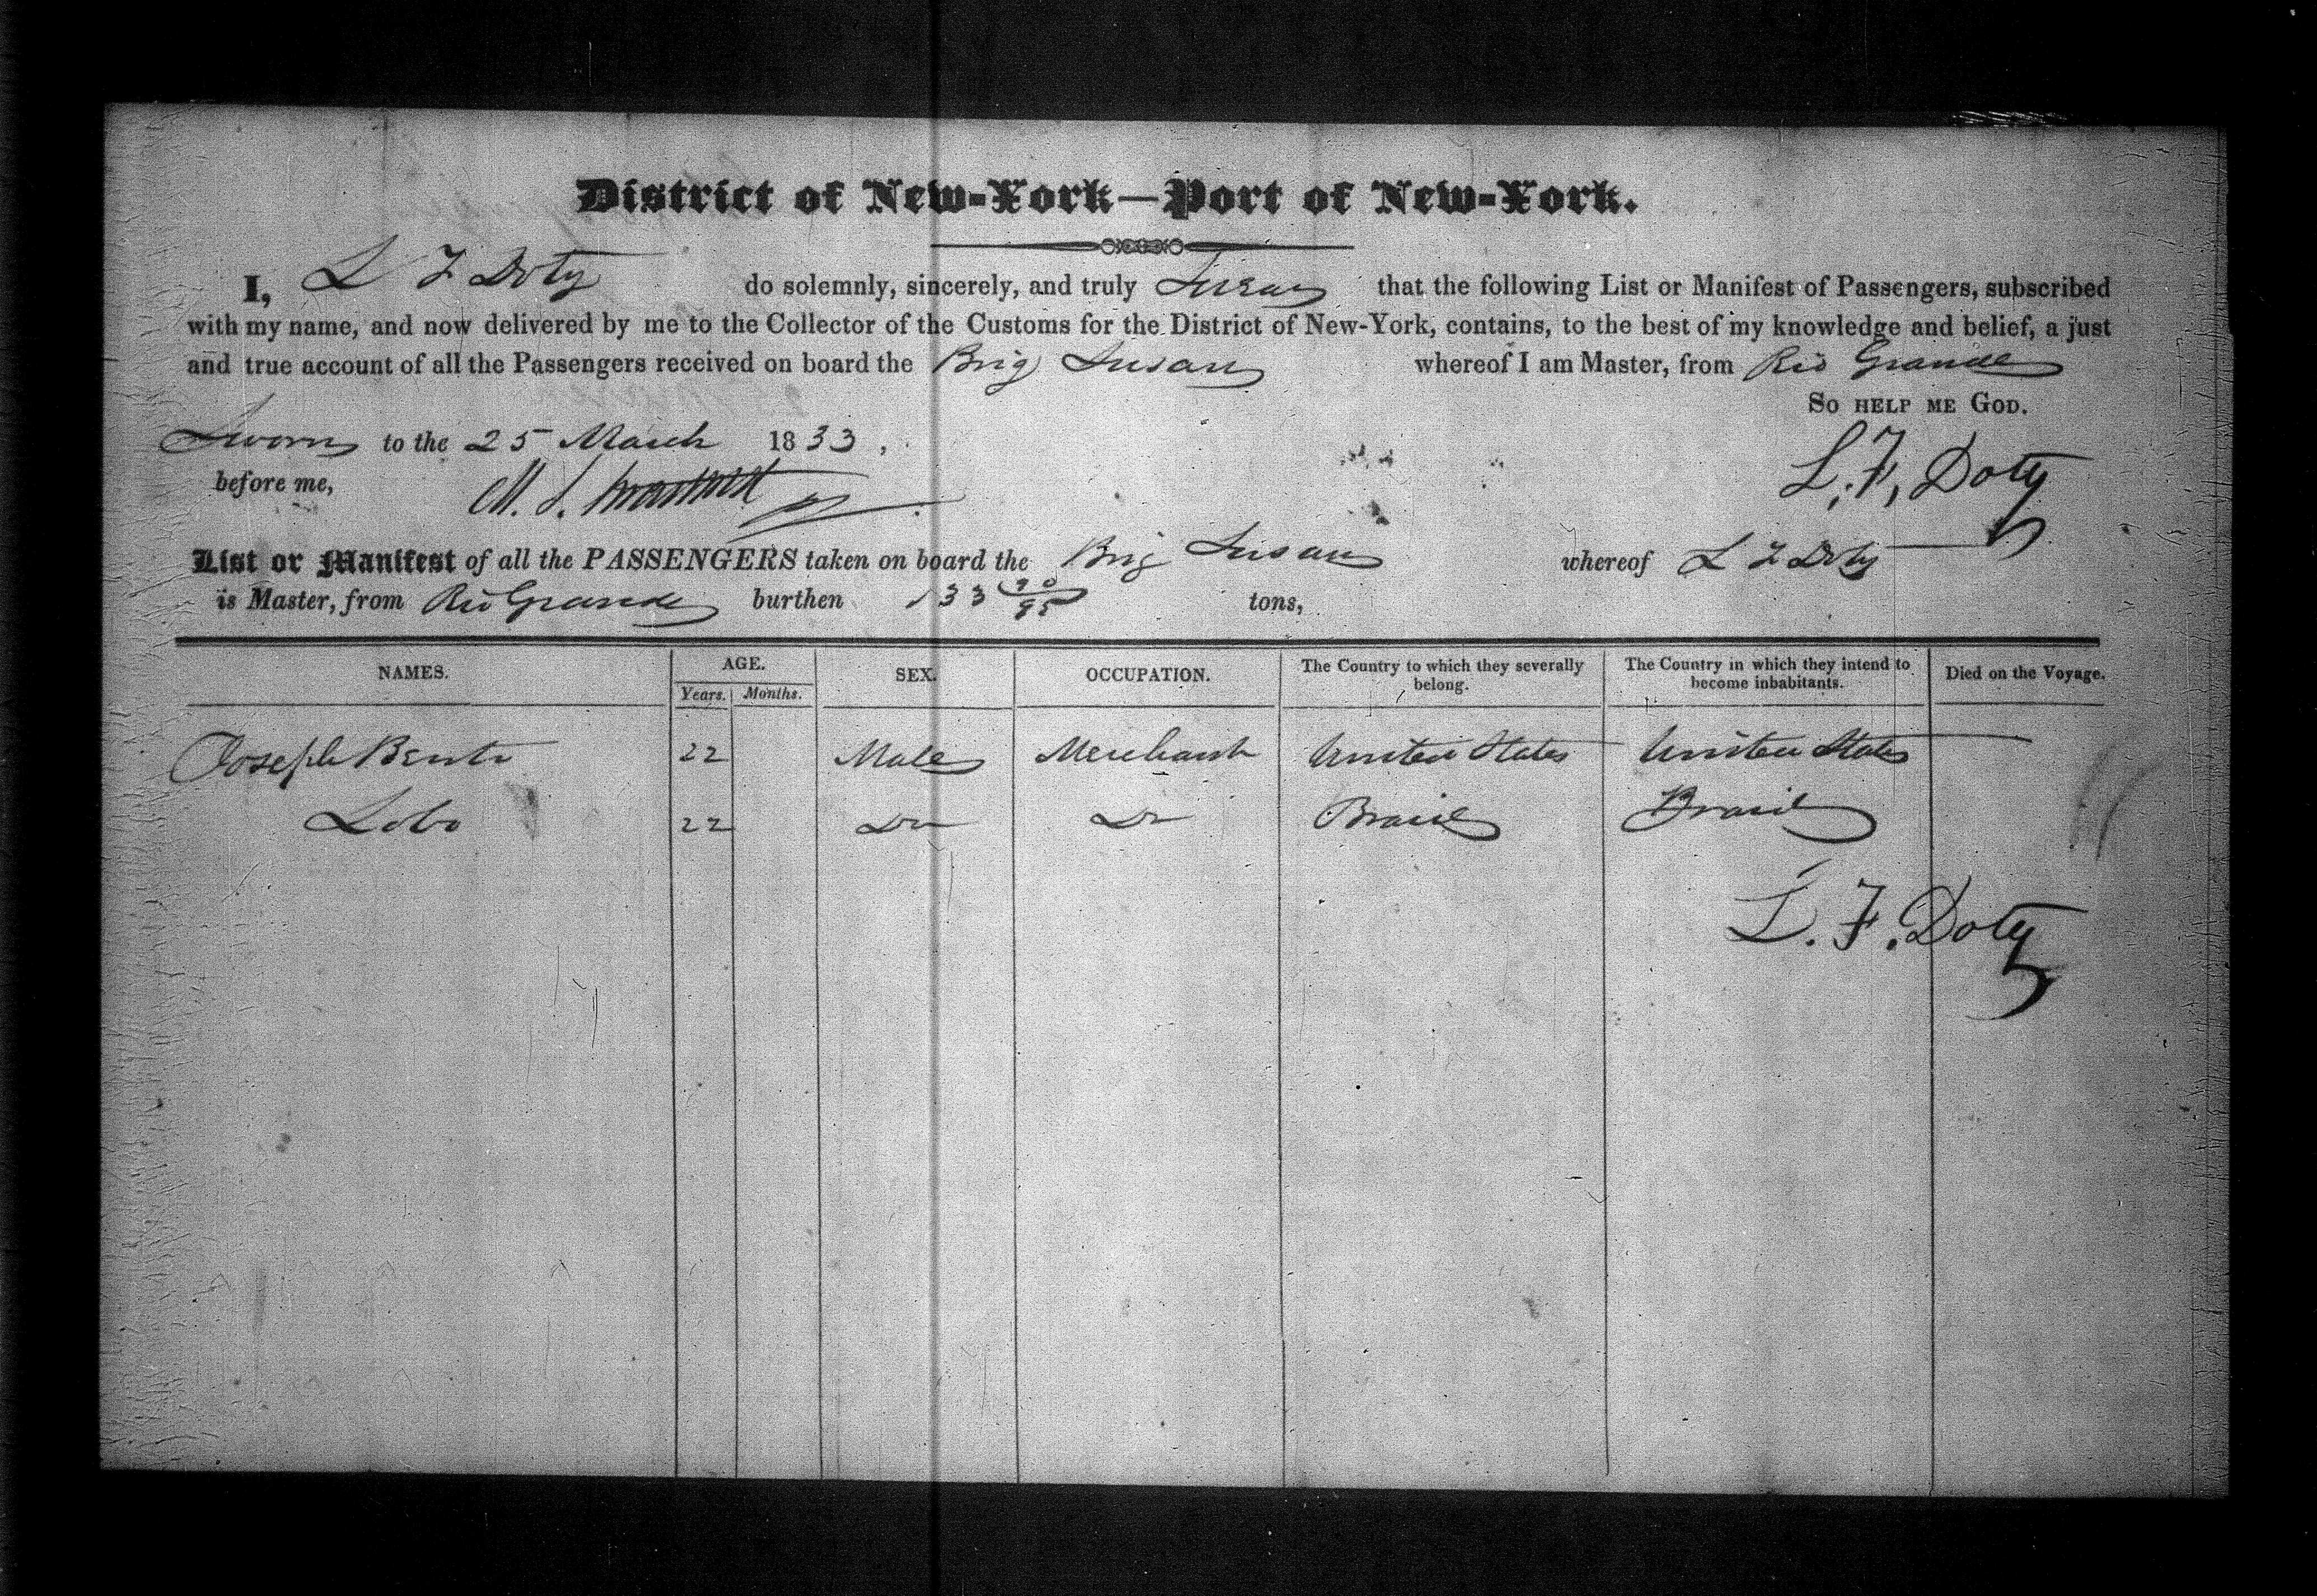 District of New-York—Port of New-York.
I, L F Doty do solemnly, sincerely, and truly Swear that the following List or Manifest of Passengers, subscribed
with my name, and now delivered by me to the Collector of the Customs for the District of New-York, contains, to the best of my knowledge and belief, a just
and true account of all the Passengers received on board the Brig Susan whereof I am Master, from Rio Grande
So help me God.
Sworn to the 25 March 1833,
before me, M. S. L. F. Doty
List or Manifest of all the PASSENGERS taken on board the Brig Susan whereof L F Doty
is Master, from Rio Grande burthen 133 90/95 tons,
NAMES. AGE. SEX. OCCUPATION. The Country to which they severally belong. The Country in which they intend to become inhabitants. Died on the Voyage.
Years. Months.
Joseph Bento 22 Male Merchant United States United States
Lobo 22 Do Do Brasil Brasil
L. F. Doty